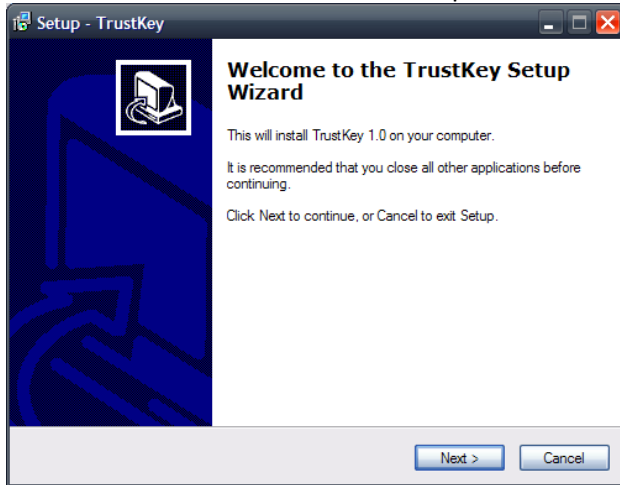 Setup - TrustKey
Welcome to the TrustKey Setup
Wizard
This will install TrustKey 1.0 on your computer.
It is recommended that you close all other applications before
continuing.
Click Next to continue, or Cancel to exit Setup.
Next >
Cancel